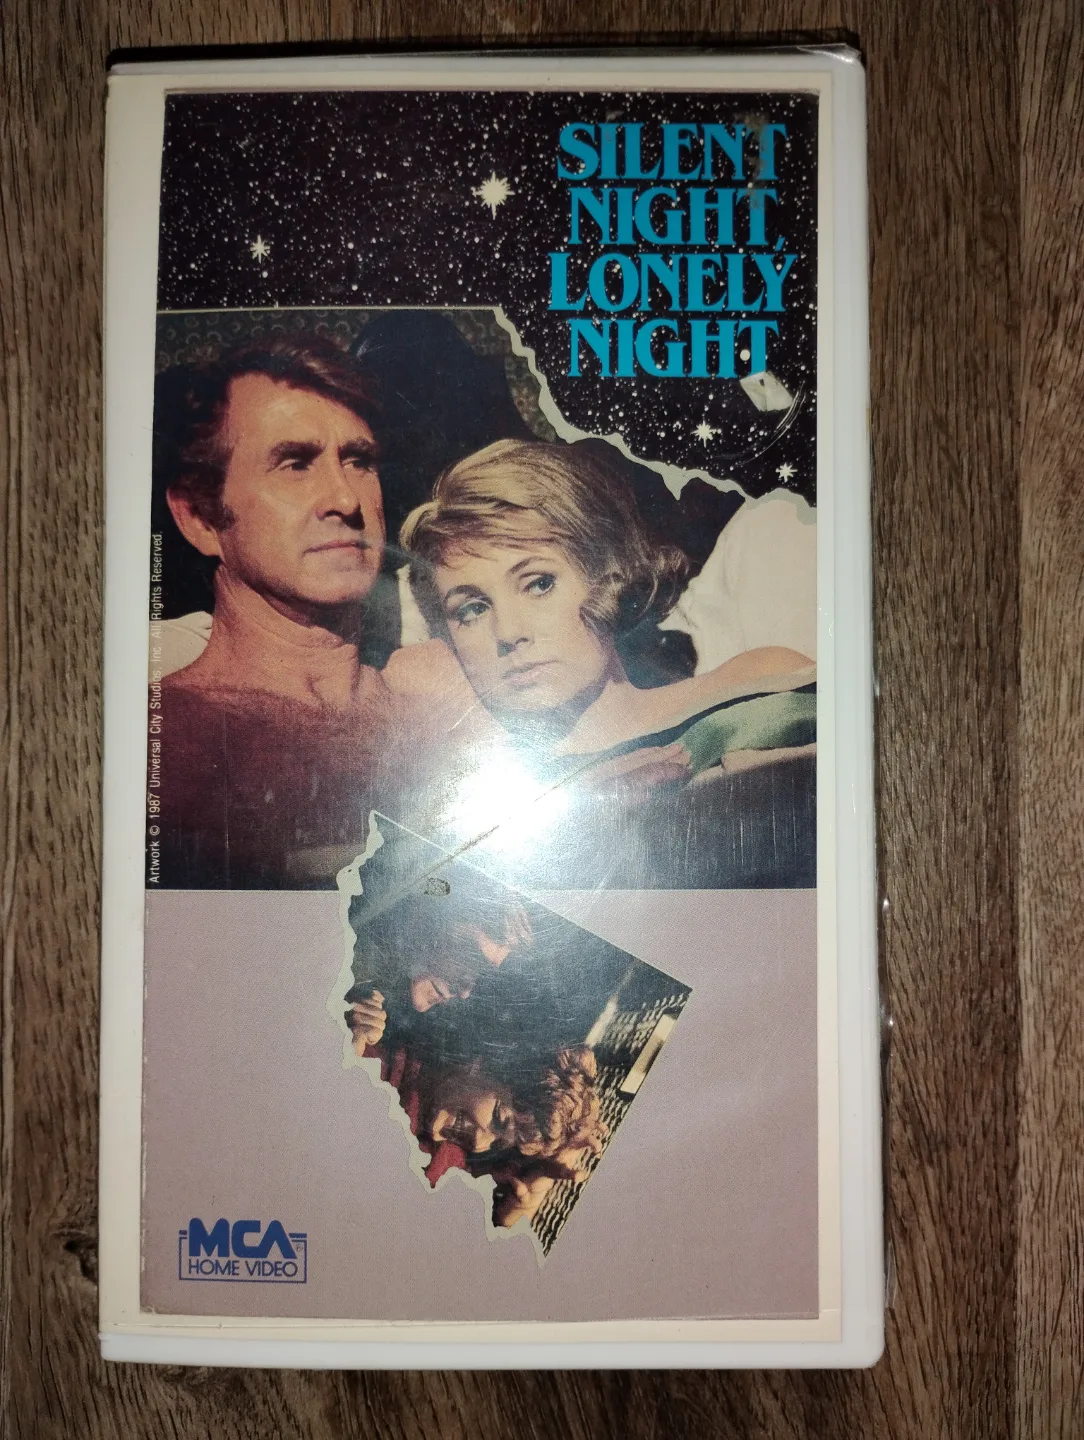 SILENT
NIGHT,
LONELY
NIGHT
Artwork © 1987 Universal City Studios, Inc. All Rights Reserved.
MCA
HOME VIDEO